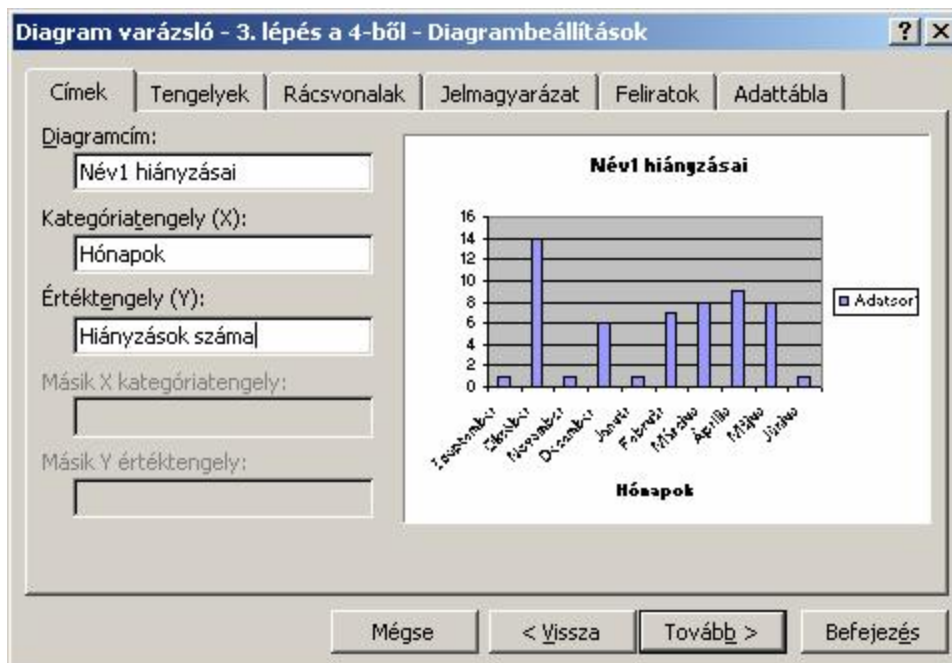 Diagram varázsló - 3. lépés a 4-ből - Diagrambeállítások
Címek Tengelyek Rácsvonalak Jelmagyarázat Feliratok Adattábla
Diagramcím:
Név1 hiányzásai
Kategóriatengely (X):
Hónapok
Értéktengely (Y):
Hiányzások száma
Másik X kategóriatengely:
Másik Y értéktengely:
Név1 hiányzásai
16
14
12
10
8
6
4
2
0
Szeptember Október November December Január Február Március Április Május Június
Hónapok
Adatsor1
Mégse < Vissza Tovább > Befejezés